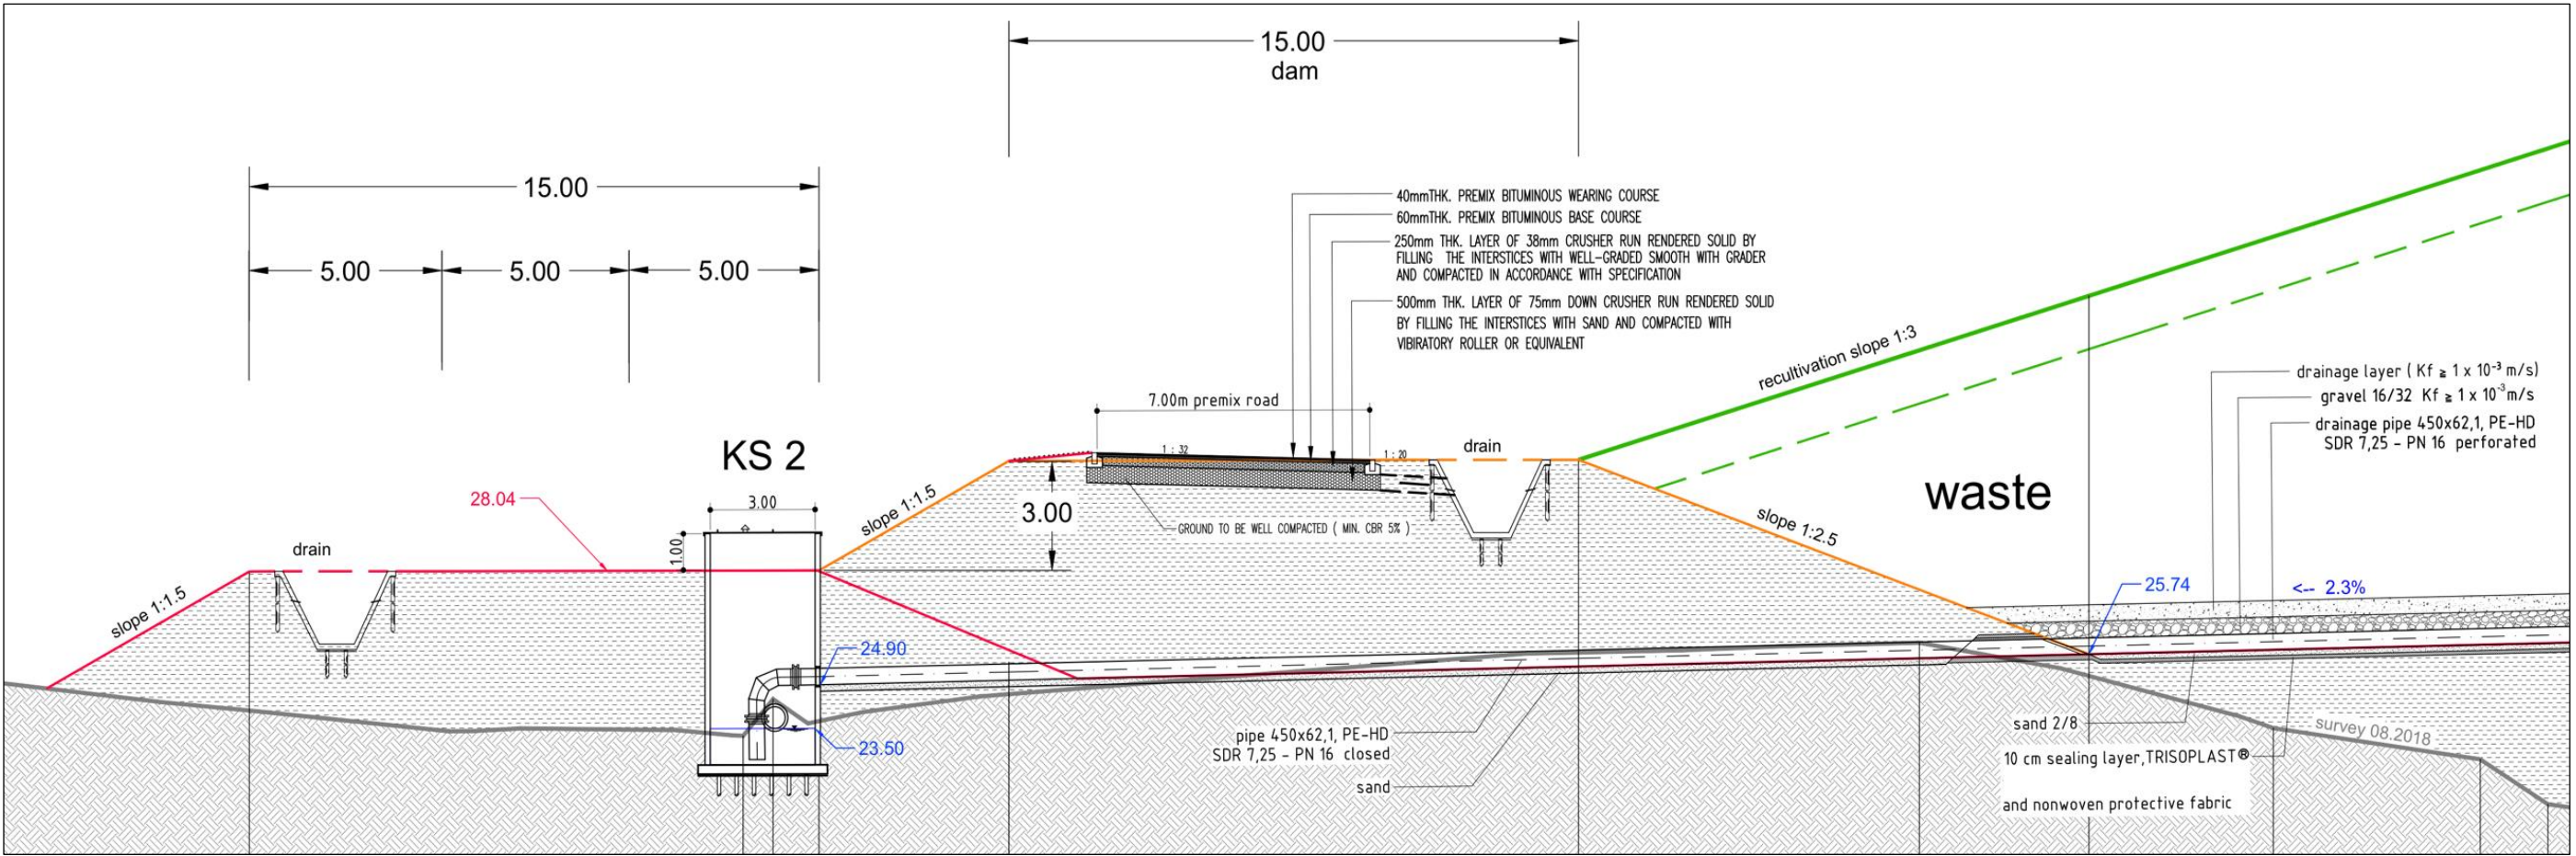 15.00
dam
15.00
5.00
5.00
5.00
40mmTHK. PREMIX BITUMINOUS WEARING COURSE
60mmTHK. PREMIX BITUMINOUS BASE COURSE
250mm THK. LAYER OF 38mm CRUSHER RUN RENDERED SOLID BY
FILLING THE INTERSTICES WITH WELL-GRADED SMOOTH WITH GRADER
AND COMPACTED IN ACCORDANCE WITH SPECIFICATION
500mm THK. LAYER OF 75mm DOWN CRUSHER RUN RENDERED SOLID
BY FILLING THE INTERSTICES WITH SAND AND COMPACTED WITH
VIBIRATORY ROLLER OR EQUIVALENT
recultivation slope 1:3
drainage layer ( Kf ≥ 1 x 10⁻³ m/s)
gravel 16/32 Kf ≥ 1 x 10⁻³ m/s
drainage pipe 450x62,1, PE-HD
SDR 7,25 - PN 16 perforated
7.00m premix road
1 : 32
1 : 20
drain
KS 2
28.04
3.00
slope 1:1.5
3.00
GROUND TO BE WELL COMPACTED ( MIN. CBR 5% )
waste
slope 1:2.5
drain
1.00
slope 1:1.5
25.74
<-- 2.3%
24.90
23.50
pipe 450x62,1, PE-HD
SDR 7,25 - PN 16 closed
sand
sand 2/8
survey 08.2018
10 cm sealing layer,TRISOPLAST®
and nonwoven protective fabric